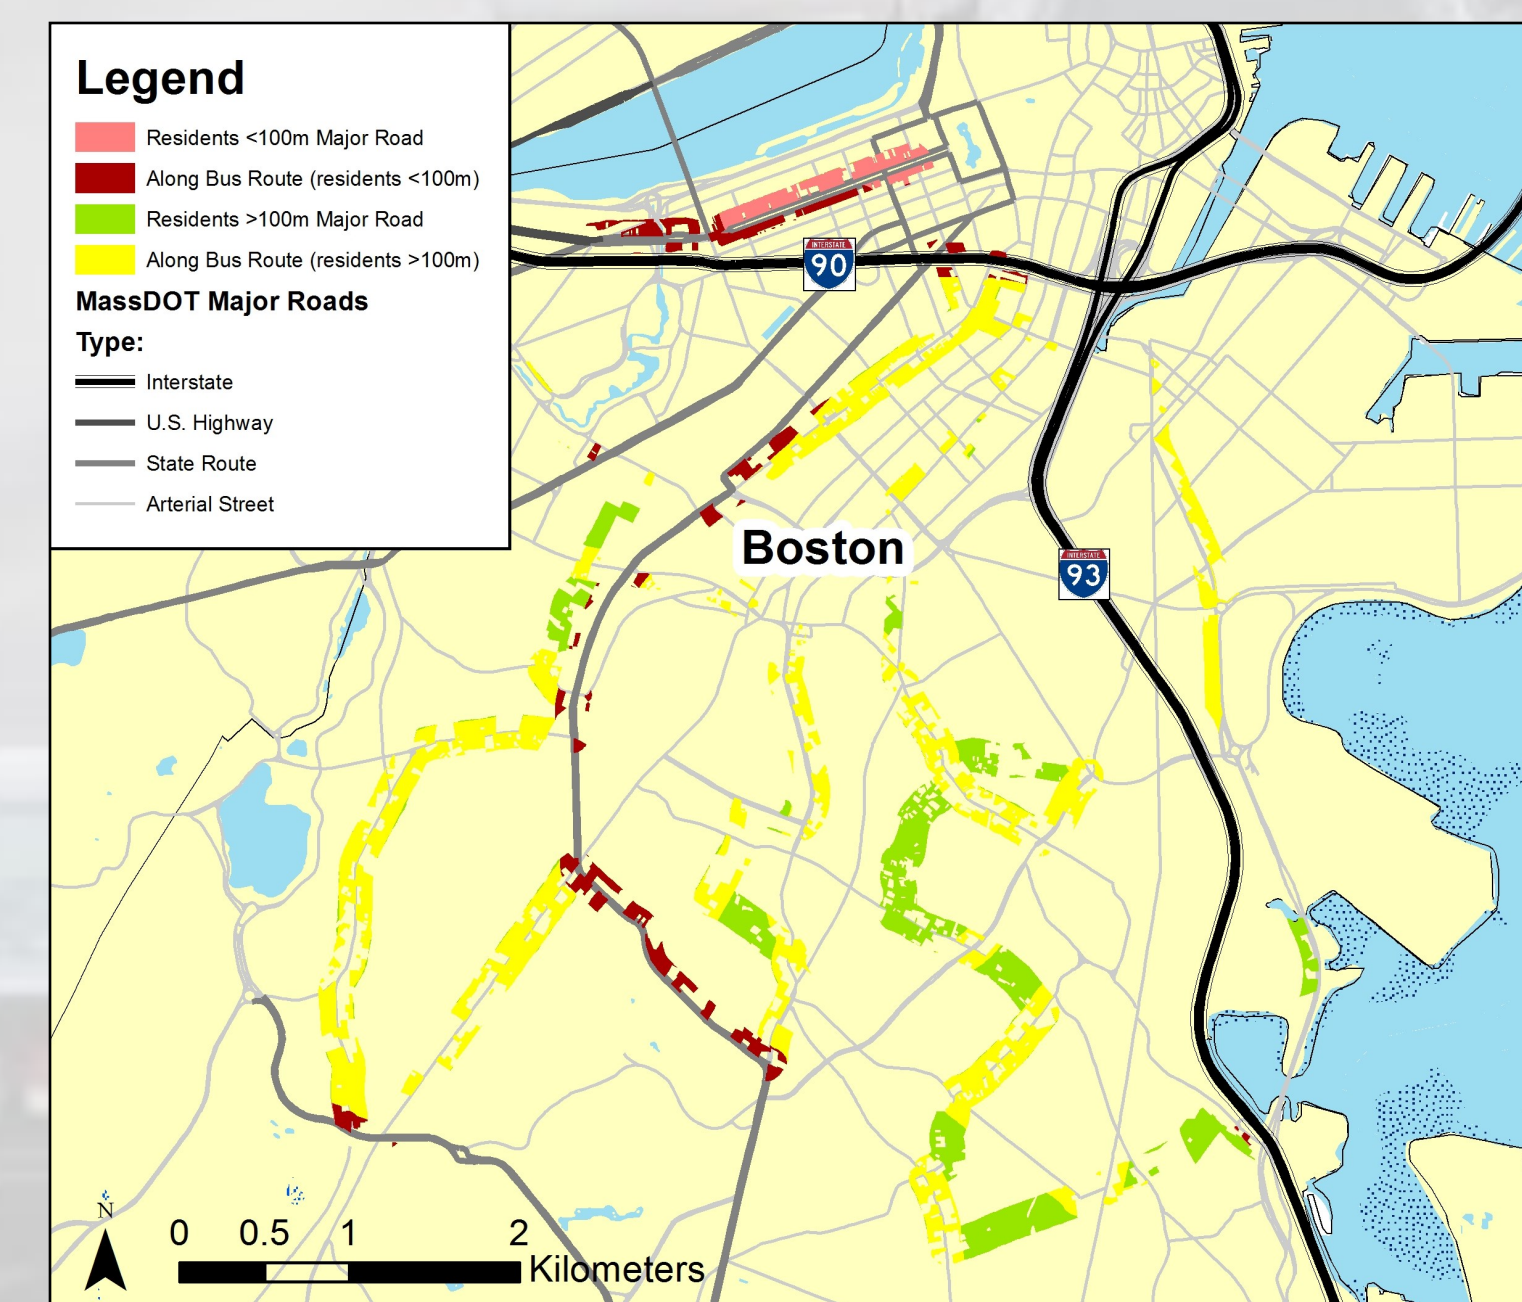 Legend
Residents <100m Major Road
Along Bus Route (residents <100m)
Residents >100m Major Road
Along Bus Route (residents >100m)
MassDOT Major Roads
Type:
Interstate
U.S. Highway
State Route
Arterial Street
INTERSTATE
90
Boston
INTERSTATE
93
N
0 0.5 1 2
Kilometers